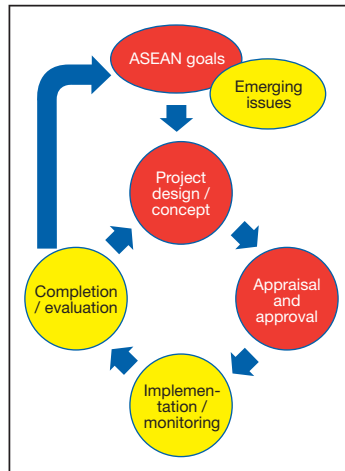 ASEAN goals
Emerging
issues
Project
design /
concept
Appraisal
and
approval
Completion
/ evaluation
Implemen-
tation /
monitoring